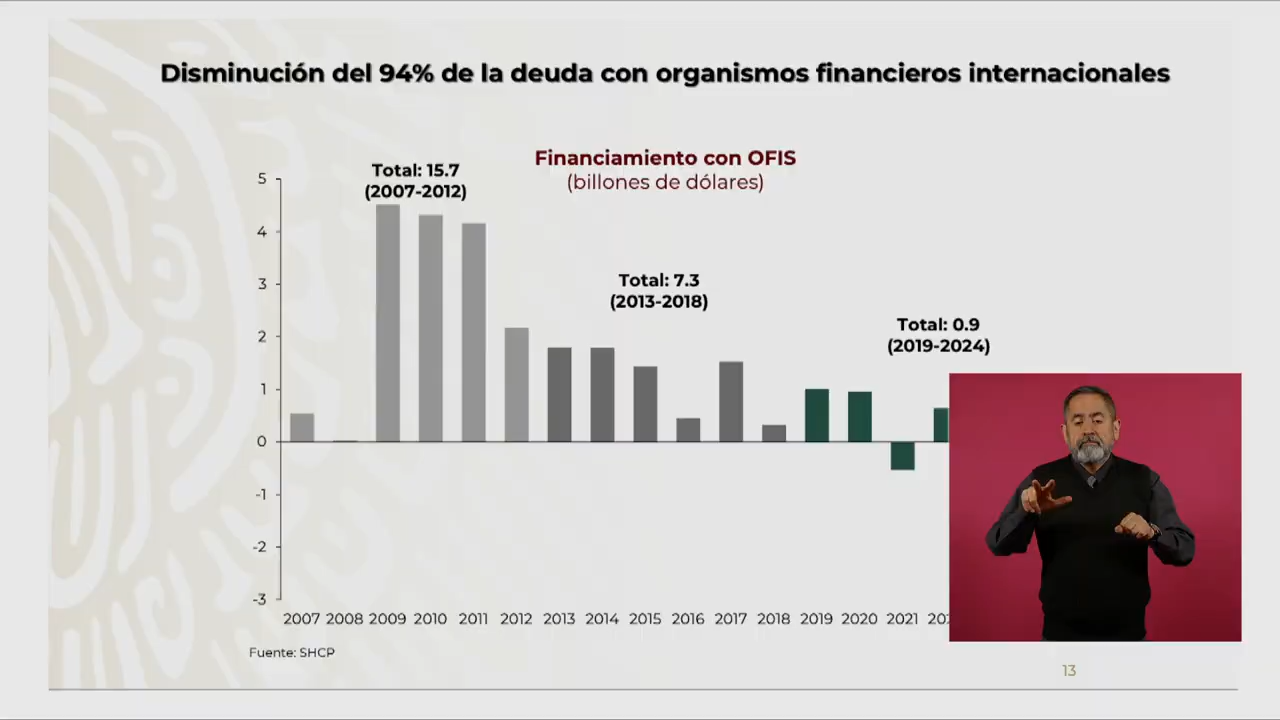 Disminución del 94% de la deuda con organismos financieros internacionales
Financiamiento con OFIS
(billones de dólares)
Total: 15.7
(2007-2012)
Total: 7.3
(2013-2018)
Total: 0.9
(2019-2024)
5
4
3
2
1
0
-1
-2
-3
2007 2008 2009 2010 2011 2012 2013 2014 2015 2016 2017 2018 2019 2020 2021
Fuente: SHCP
13